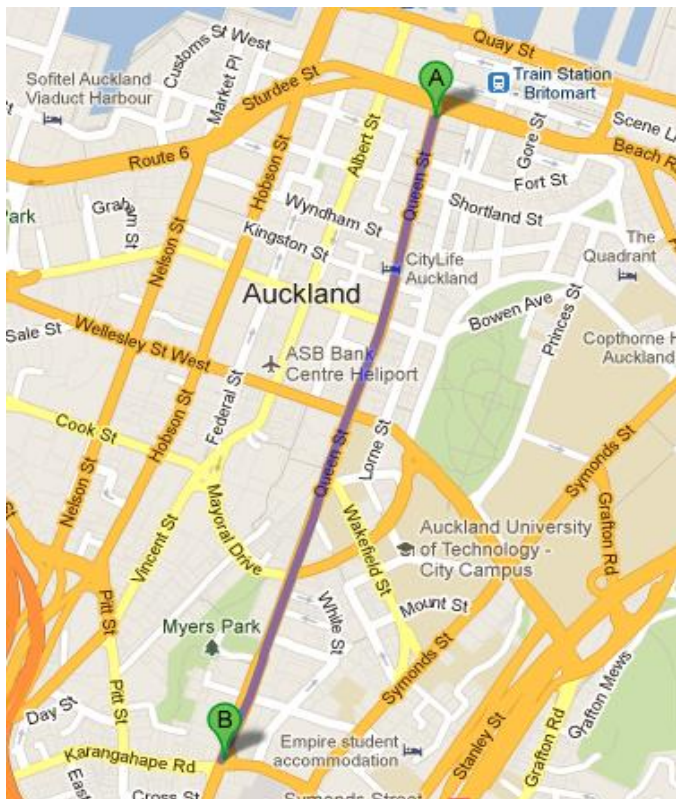 Customs St West
Quay St
A
Sofitel Auckland
Viaduct Harbour
Market Pl
Sturdee St
Train Station
- Britomart
Albert St
Gore St
Scene L
Beach R
Route 6
Hobson St
Queen St
Fort St
Graham St
Wyndham St
Shortland St
Park
Kingston St
The
Quadrant
Nelson St
CityLife
Auckland
Auckland
Bowen Ave
Princes St
Sale St
Wellesley St West
Copthorne H
Auckland
ASB Bank
Centre Heliport
Federal St
Cook St
Hobson St
Queen St
Lorne St
Symonds St
Nelson St
Mayoral Drive
Wakefield St
Grafton Rd
Vincent St
Auckland University
of Technology -
City Campus
Pitt St
White St
Mount St
Myers Park
Symonds St
Grafton Mews
Day St
Pitt St
B
Stanley St
Grafton Rd
Karangahape Rd
Empire student
accommodation
East
Cross St
Symonds Street